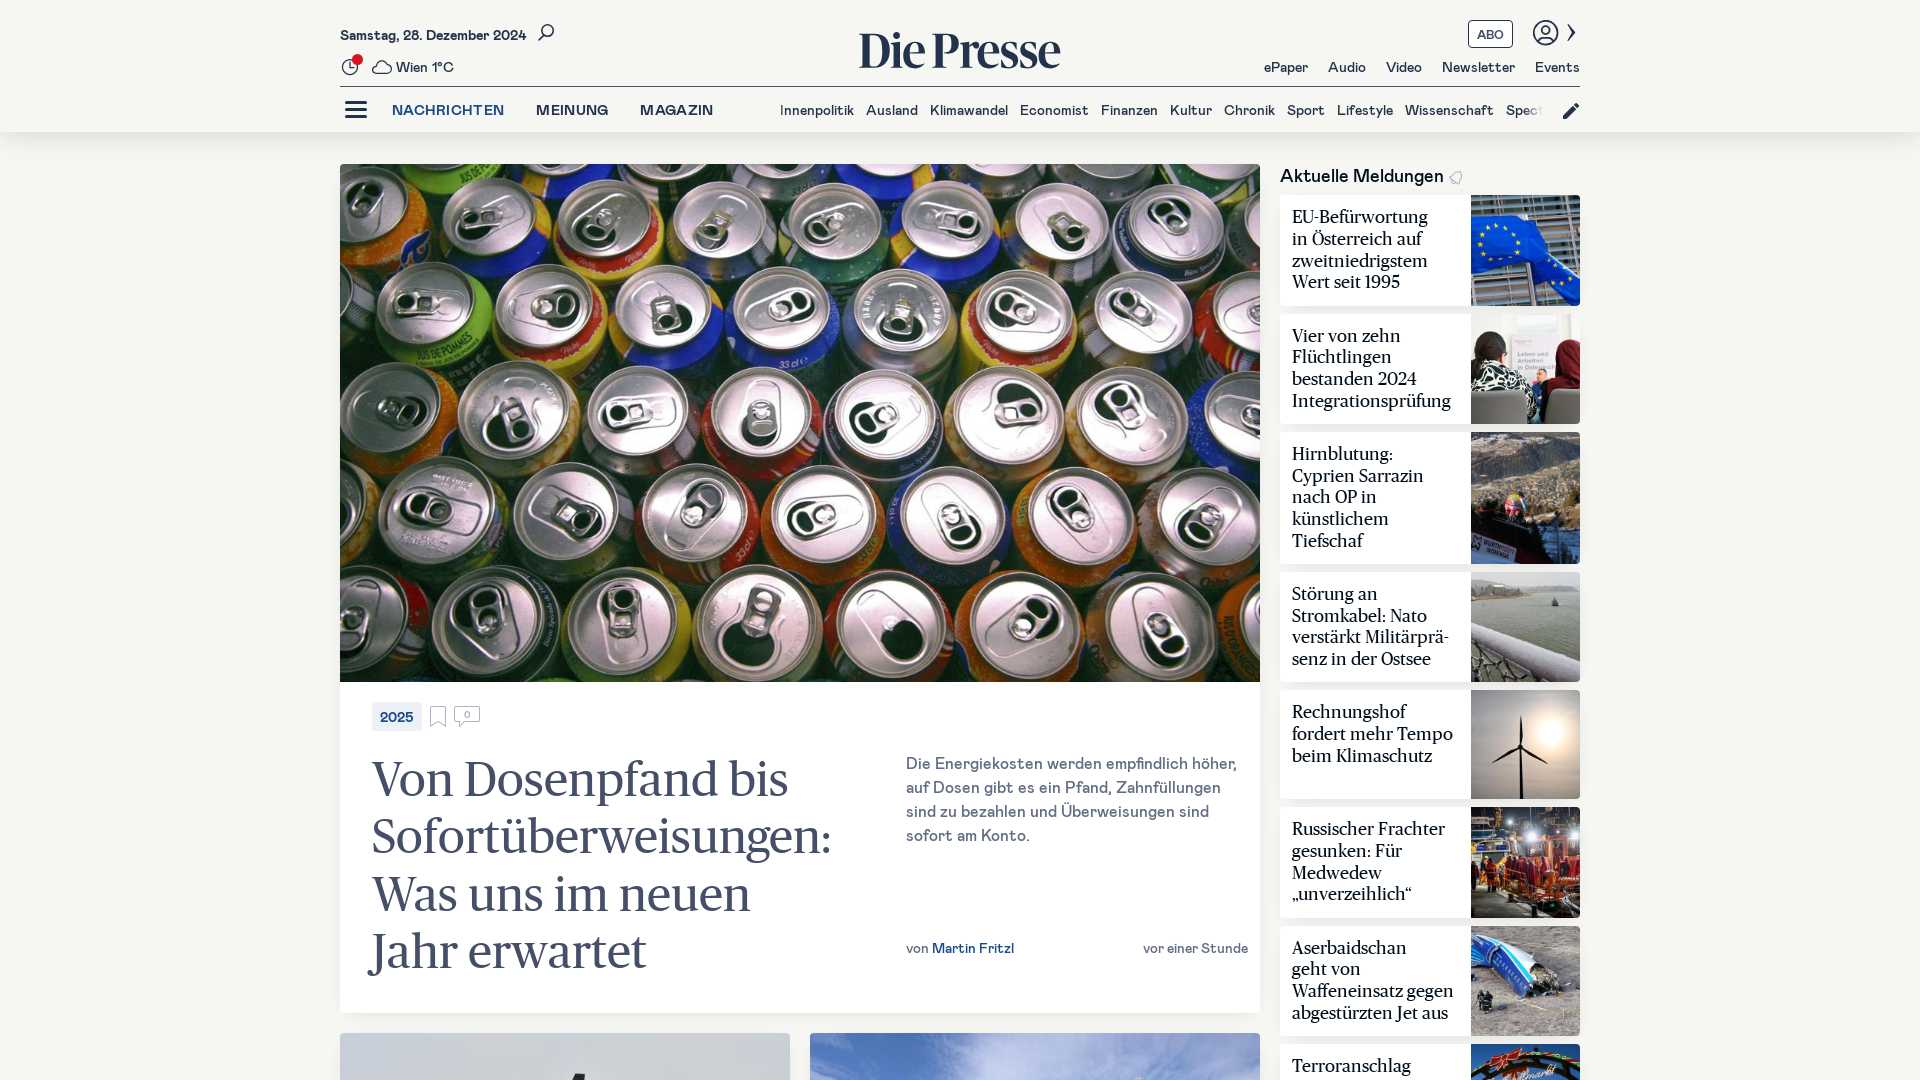 Samstag, 28. Dezember 2024
Wien 1°C
Die Presse
ABO
ePaper Audio Video Newsletter Events
NACHRICHTEN MEINUNG MAGAZIN
Innenpolitik Ausland Klimawandel Economist Finanzen Kultur Chronik Sport Lifestyle Wissenschaft Spect
2025
0
Von Dosenpfand bis
Sofortüberweisungen:
Was uns im neuen
Jahr erwartet
Die Energiekosten werden empfindlich höher,
auf Dosen gibt es ein Pfand, Zahnfüllungen
sind zu bezahlen und Überweisungen sind
sofort am Konto.
von Martin Fritzl
vor einer Stunde
Aktuelle Meldungen
EU-Befürwortung
in Österreich auf
zweitniedrigstem
Wert seit 1995
Vier von zehn
Flüchtlingen
bestanden 2024
Integrationsprüfung
Hirnblutung:
Cyprien Sarrazin
nach OP in
künstlichem
Tiefschaf
Störung an
Stromkabel: Nato
verstärkt Militärprä-
senz in der Ostsee
Rechnungshof
fordert mehr Tempo
beim Klimaschutz
Russischer Frachter
gesunken: Für
Medwedew
„unverzeihlich“
Aserbaidschan
geht von
Waffeneinsatz gegen
abgestürzten Jet aus
Terroranschlag